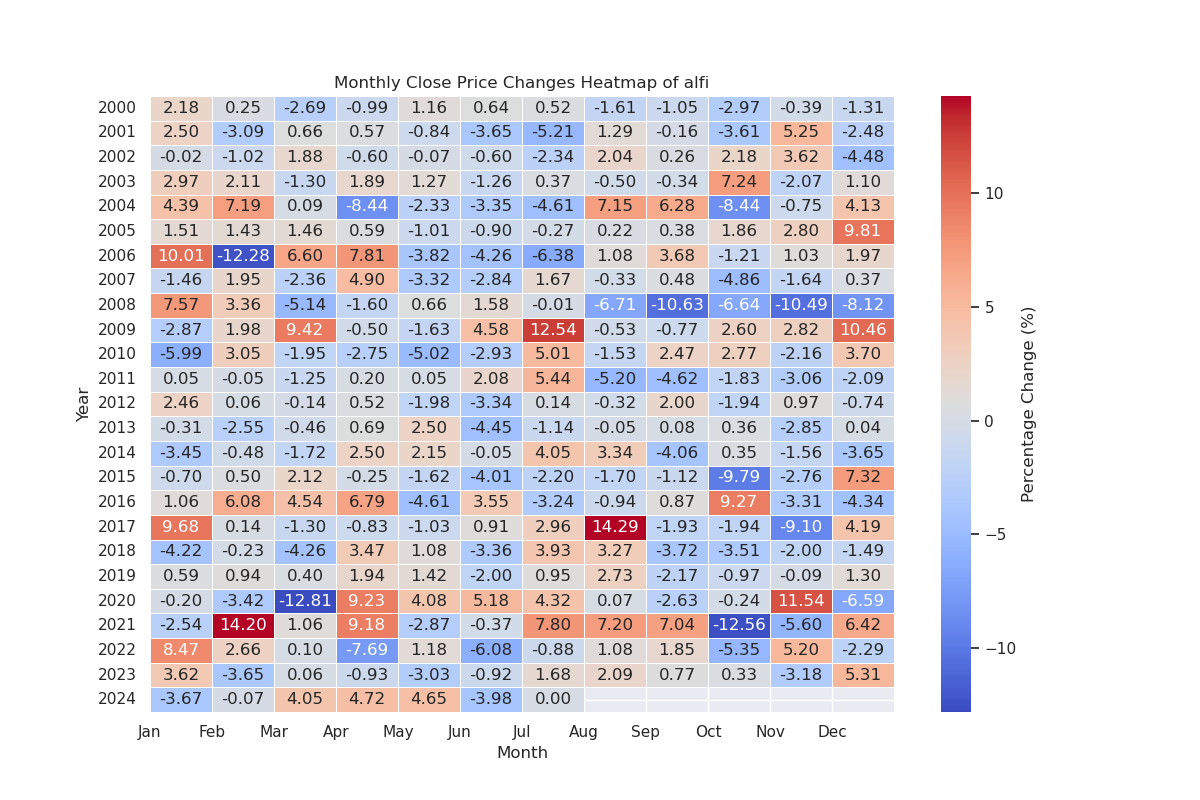 Monthly Close Price Changes Heatmap of alfi
2000 2.18 0.25 -2.69 -0.99 1.16 0.64 0.52 -1.61 -1.05 -2.97 -0.39 -1.31
2001 2.50 -3.09 0.66 0.57 -0.84 -3.65 -5.21 1.29 -0.16 -3.61 5.25 -2.48
2002 -0.02 -1.02 1.88 -0.60 -0.07 -0.60 -2.34 2.04 0.26 2.18 3.62 -4.48
2003 2.97 2.11 -1.30 1.89 1.27 -1.26 0.37 -0.50 -0.34 7.24 -2.07 1.10
2004 4.39 7.19 0.09 -8.44 -2.33 -3.35 -4.61 7.15 6.28 -8.44 -0.75 4.13
2005 1.51 1.43 1.46 0.59 -1.01 -0.90 -0.27 0.22 0.38 1.86 2.80 9.81
2006 10.01 -12.28 6.60 7.81 -3.82 -4.26 -6.38 1.08 3.68 -1.21 1.03 1.97
2007 -1.46 1.95 -2.36 4.90 -3.32 -2.84 1.67 -0.33 0.48 -4.86 -1.64 0.37
2008 7.57 3.36 -5.14 -1.60 0.66 1.58 -0.01 -6.71 -10.63 -6.64 -10.49 -8.12
2009 -2.87 1.98 9.42 -0.50 -1.63 4.58 12.54 -0.53 -0.77 2.60 2.82 10.46
2010 -5.99 3.05 -1.95 -2.75 -5.02 -2.93 5.01 -1.53 2.47 2.77 -2.16 3.70
2011 0.05 -0.05 -1.25 0.20 0.05 2.08 5.44 -5.20 -4.62 -1.83 -3.06 -2.09
2012 2.46 0.06 -0.14 0.52 -1.98 -3.34 0.14 -0.32 2.00 -1.94 0.97 -0.74
2013 -0.31 -2.55 -0.46 0.69 2.50 -4.45 -1.14 -0.05 0.08 0.36 -2.85 0.04
2014 -3.45 -0.48 -1.72 2.50 2.15 -0.05 4.05 3.34 -4.06 0.35 -1.56 -3.65
2015 -0.70 0.50 2.12 -0.25 -1.62 -4.01 -2.20 -1.70 -1.12 -9.79 -2.76 7.32
2016 1.06 6.08 4.54 6.79 -4.61 3.55 -3.24 -0.94 0.87 9.27 -3.31 -4.34
2017 9.68 0.14 -1.30 -0.83 -1.03 0.91 2.96 14.29 -1.93 -1.94 -9.10 4.19
2018 -4.22 -0.23 -4.26 3.47 1.08 -3.36 3.93 3.27 -3.72 -3.51 -2.00 -1.49
2019 0.59 0.94 0.40 1.94 1.42 -2.00 0.95 2.73 -2.17 -0.97 -0.09 1.30
2020 -0.20 -3.42 -12.81 9.23 4.08 5.18 4.32 0.07 -2.63 -0.24 11.54 -6.59
2021 -2.54 14.20 1.06 9.18 -2.87 -0.37 7.80 7.20 7.04 -12.56 -5.60 6.42
2022 8.47 2.66 0.10 -7.69 1.18 -6.08 -0.88 1.08 1.85 -5.35 5.20 -2.29
2023 3.62 -3.65 0.06 -0.93 -3.03 -0.92 1.68 2.09 0.77 0.33 -3.18 5.31
2024 -3.67 -0.07 4.05 4.72 4.65 -3.98 0.00
Jan Feb Mar Apr May Jun Jul Aug Sep Oct Nov Dec
Month
Year
10
5
0
−5
−10
Percentage Change (%)